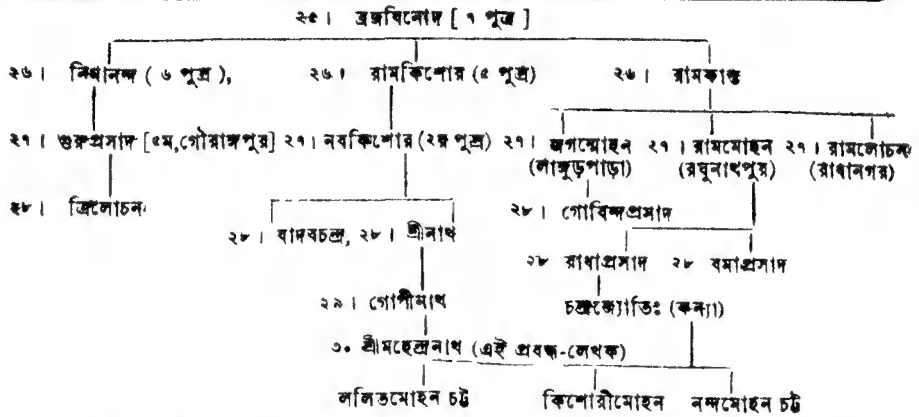 ২৫। ব্রজবিনোদ [ ৭ পুত্র ]
২৬। নিমানন্দ ( ৬ পুত্র ), ২৬। রামকিশোর (৫ পুত্র) ২৬। রামকান্ত
২৭। গুরুপ্রসাদ [৫ম, গৌরাঙ্গপুর] ২৭। নবকিশোর (২য় পুত্র) ২৭। জগন্মোহন ২৭। রামমোহন ২৭। রামলোচন
(লাঙ্গুড়পাড়া) (রঘুনাথপুর) (রাধানগর)
২৮। ত্রিলোচন ২৮। গোবিন্দপ্রসাদ
২৮। যাদবচন্দ্র, ২৮। শ্রীনাথ
২৮ রাধাপ্রসাদ ২৮ রমাপ্রসাদ
২৯। গোপীনাথ চন্দ্রজ্যোতিঃ (কন্যা)
৩০ শ্রীমহেন্দ্রনাথ (এই প্রবন্ধ-লেখক)
ললিতমোহন চট্ট কিশোরীমোহন নন্দমোহন চট্ট